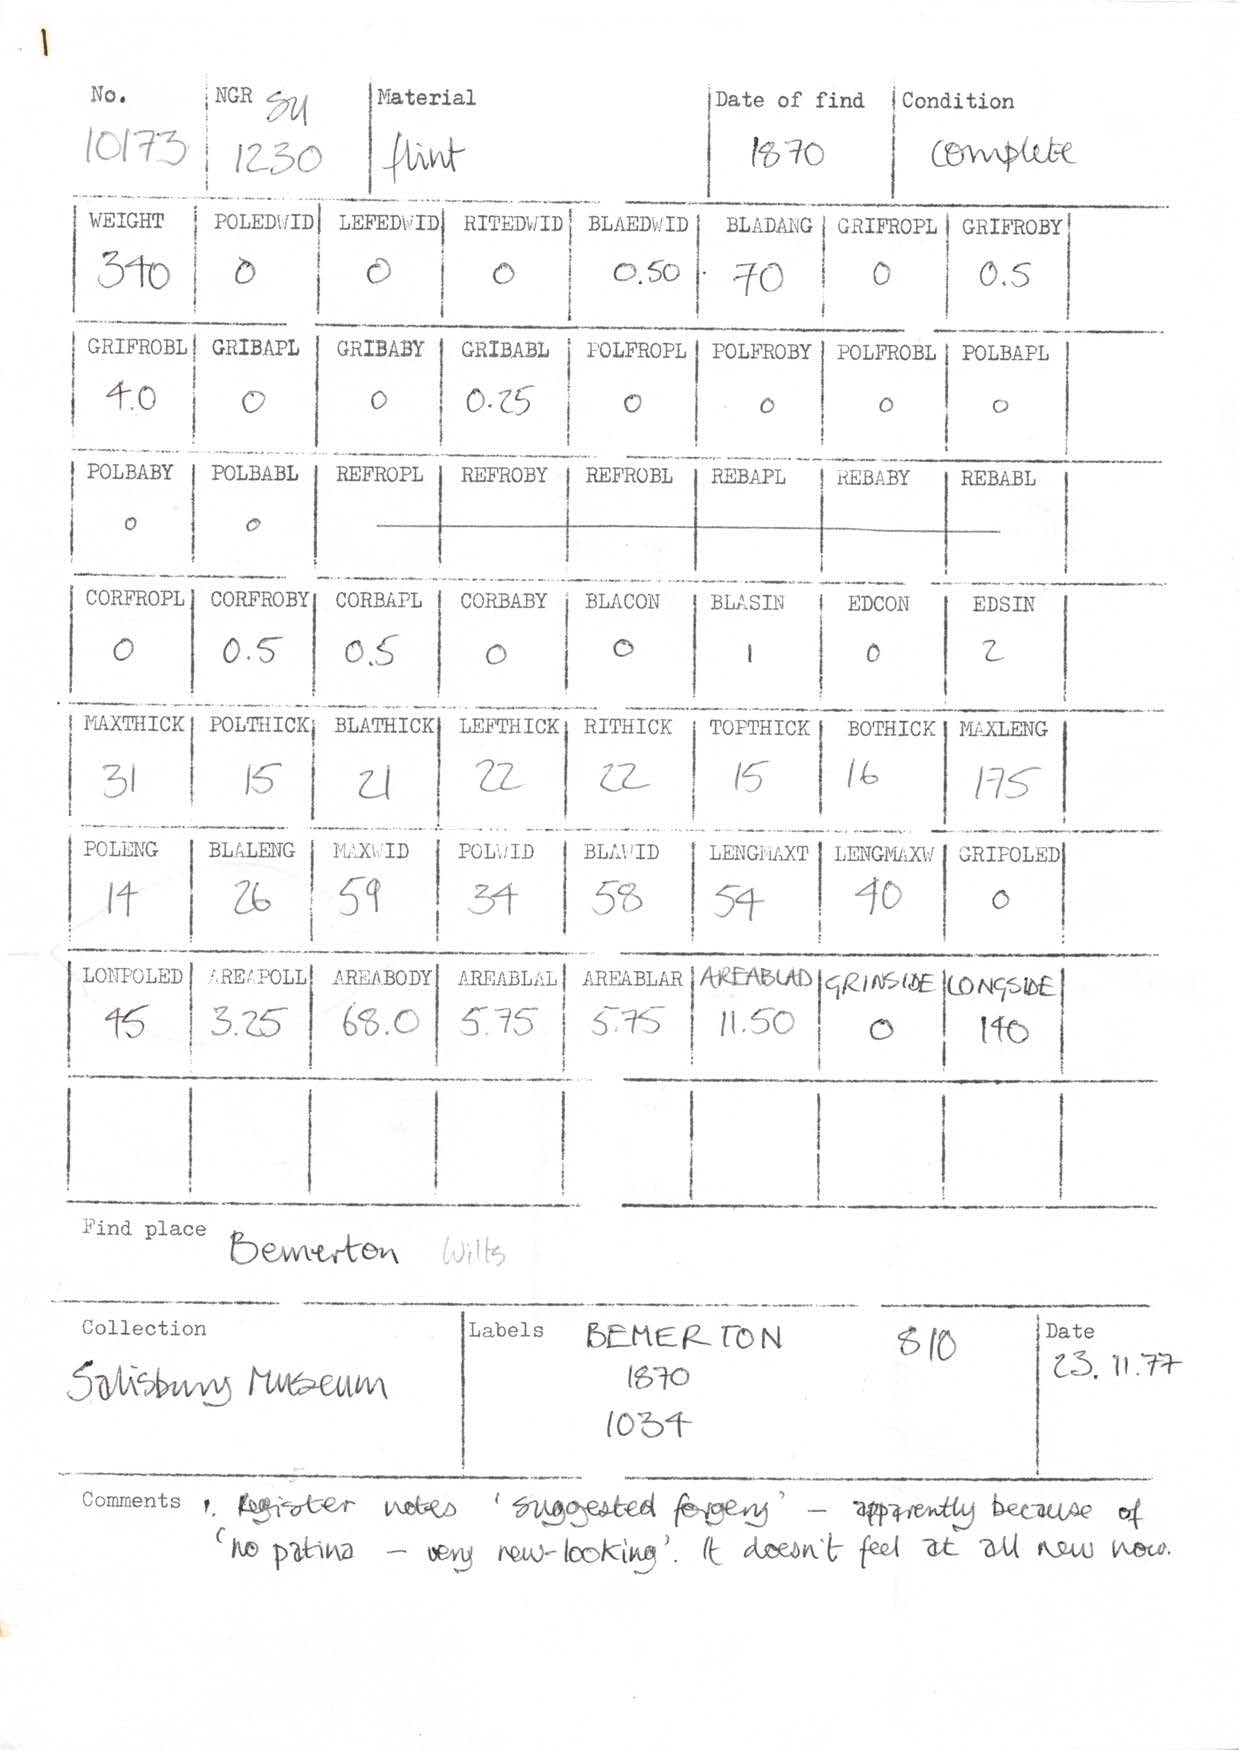 1
No. NGR SU Material Date of find Condition
10173 1230 flint 1870 complete
WEIGHT POLEDWID LEFEDWID RITEDWID BLAEDWID BLADANG GRIFROPL GRIFROBY
340 0 0 0 0.50 70 0 0.5
GRIFROBL GRIBAPL GRIBABY GRIBABL POLFROPL POLFROBY POLFROBL POLBAPL
4.0 0 0 0.25 0 0 0 0
POLBABY POLBABL REFROPL REFROBY REFROBL REBAPL REBABY REBABL
0 0
CORFROPL CORFROBY CORBAPL CORBABY BLACON BLASIN EDCON EDSIN
0 0.5 0.5 0 0 1 0 2
MAXTHICK POLTHICK BLATHICK LEFTHICK RITHICK TOPTHICK BOTHICK MAXLENG
31 15 21 22 22 15 16 175
POLENG BLALENG MAXWID POLWID BLAWID LENGMAXT LENGMAXW GRIPOLED
14 26 59 34 58 54 40 0
LONPOLED AREAPOLL AREABODY AREABLAL AREABLAR AREABLAD GRINSIDE LONGSIDE
45 3.25 68.0 5.75 5.75 11.50 0 140
Find place Bemerton Wilts
Collection Labels BEMERTON 810 Date
Salisbury Museum 1870 23.11.77
1034
Comments 1. Register notes 'suggested forgery' – apparently because of
'no patina – very new-looking'. It doesn't feel at all new now.